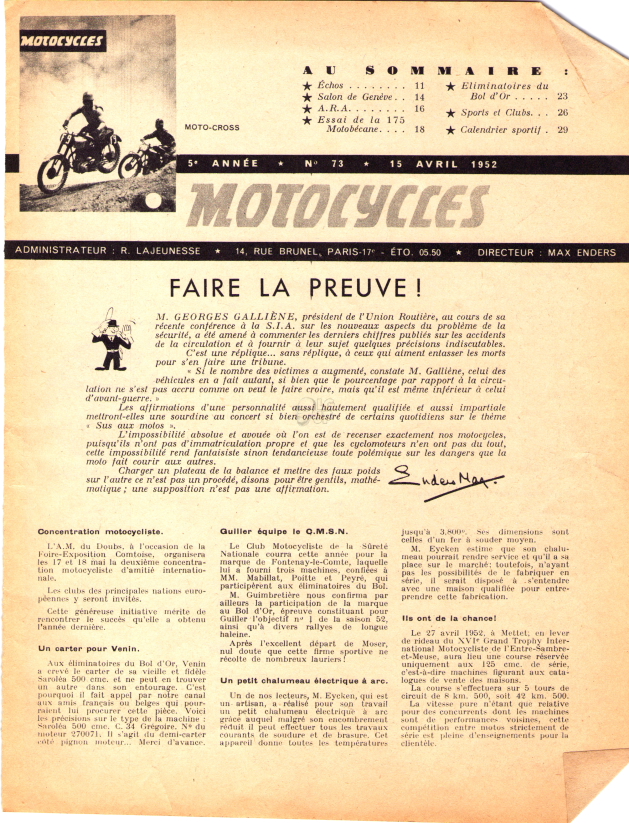 MOTOCYCLES
MOTO-CROSS
AU SOMMAIRE :
★ Échos . . . . . . . . 11
★ Salon de Genève . . 14
★ A.R.A. . . . . . . . . 16
★ Essai de la 175
Motobécane. . . . 18
★ Eliminatoires du
Bol d'Or . . . . . 23
★ Sports et Clubs. . . 26
★ Calendrier sportif . 29
5e ANNÉE ★ No 73 ★ 15 AVRIL 1952
MOTOCYCLES
ADMINISTRATEUR : R. LAJEUNESSE ★ 14, RUE BRUNEL, PARIS-17e - ÉTO. 05.50 ★ DIRECTEUR : MAX ENDERS
FAIRE LA PREUVE !
M. GEORGES GALLIÈNE, président de l'Union Routière, au cours de sa
récente conférence à la S.I.A. sur les nouveaux aspects du problème de la
sécurité, a été amené à commenter les derniers chiffres publiés sur les accidents
de la circulation et à fournir à leur sujet quelques précisions indiscutables.
C'est une réplique... sans réplique, à ceux qui aiment entasser les morts
pour s'en faire une tribune.
« Si le nombre des victimes a augmenté, constate M. Galliène, celui des
véhicules en a fait autant, si bien que le pourcentage par rapport à la circu-
lation ne s'est pas accru comme on veut le faire croire, mais qu'il est même inférieur à celui
d'avant-guerre. »
Les affirmations d'une personnalité aussi hautement qualifiée et aussi impartiale
mettront-elles une sourdine au concert si bien orchestré de certains quotidiens sur le thème
« Sus aux motos ».
L'impossibilité absolue et avouée où l'on est de recenser exactement nos motocycles,
puisqu'ils n'ont pas d'immatriculation propre et que les cyclomoteurs n'en ont pas du tout,
cette impossibilité rend fantaisiste sinon tendancieuse toute polémique sur les dangers que la
moto fait courir aux autres.
Charger un plateau de la balance et mettre des faux poids
sur l'autre ce n'est pas un procédé, disons pour être gentils, mathé-
matique ; une supposition n'est pas une affirmation.
Enders Max.
Concentration motocycliste.
L'A.M. du Doubs, à l'occasion de la
Foire-Exposition Comtoise, organisera
les 17 et 18 mai la deuxième concentra-
tion motocycliste d'amitié internatio-
nale.
Les clubs des principales nations euro-
péennes y seront invités.
Cette généreuse initiative mérite de
rencontrer le succès qu'elle a obtenu
l'année dernière.
Un carter pour Venin.
Aux éliminatoires du Bol d'Or, Venin
a crevé le carter de sa vieille et fidèle
Saroléa 500 cmc. et ne peut en trouver
un autre dans son entourage. C'est
pourquoi il fait appel par notre canal
aux amis français ou belges qui pour-
raient lui procurer cette pièce. Voici
les précisions sur le type de la machine :
Saroléa 500 cmc. C. 34 Grégoire. No du
moteur 270071. Il s'agit du demi-carter
côté pignon moteur... Merci d'avance.
Guiller équipe le C.M.S.N.
Le Club Motocycliste de la Sûreté
Nationale courra cette année pour la
marque de Fontenay-le-Comte, laquelle
lui a fourni trois machines, confiées à
MM. Mabillat, Poitte et Peyré, qui
participèrent aux éliminoires du Bol.
M. Guimbretière nous confirma par
ailleurs la participation de la marque
au Bol d'Or, épreuve constituant pour
Guiller l'objectif no 1 de la saison 52,
ainsi qu'à divers rallyes de longue
haleine.
Après l'excellent départ de Moser,
nul doute que cette firme sportive ne
récolte de nombreux lauriers !
Un petit chalumeau électrique à arc.
Un de nos lecteurs, M. Eycken, qui est
un artisan, a réalisé pour son travail
un petit chalumeau électrique à arc
grâce auquel malgré son encombrement
réduit il peut effectuer tous les travaux
courants de soudure et de brasure. Cet
appareil donne toutes les températures
jusqu'à 3.800°. Ses dimensions sont
celles d'un fer à souder moyen.
M. Eycken estime que son chalu-
meau pourrait rendre service et qu'il a sa
place sur le marché; toutefois, n'ayant
pas les possibilités de le fabriquer en
série, il serait disposé à s'entendre
avec une maison qualifiée pour entre-
prendre cette fabrication.
Ils ont de la chance!
Le 27 avril 1952, à Mettet; en lever
de rideau du XVIe Grand Trophy Inter-
national Motocycliste de l'Entre-Sambre-
et-Meuse, aura lieu une course réservée
uniquement aux 125 cmc. de série,
c'est-à-dire machines figurant aux cata-
logues de vente des maisons.
La course s'effectuera sur 5 tours de
circuit de 8 km. 500, soit 42 km. 500.
La vitesse pure n'étant que relative
pour des concurrents dont les machines
sont de performances voisines, cette
compétition entre motos strictement de
série est pleine d'enseignements pour la
clientèle.